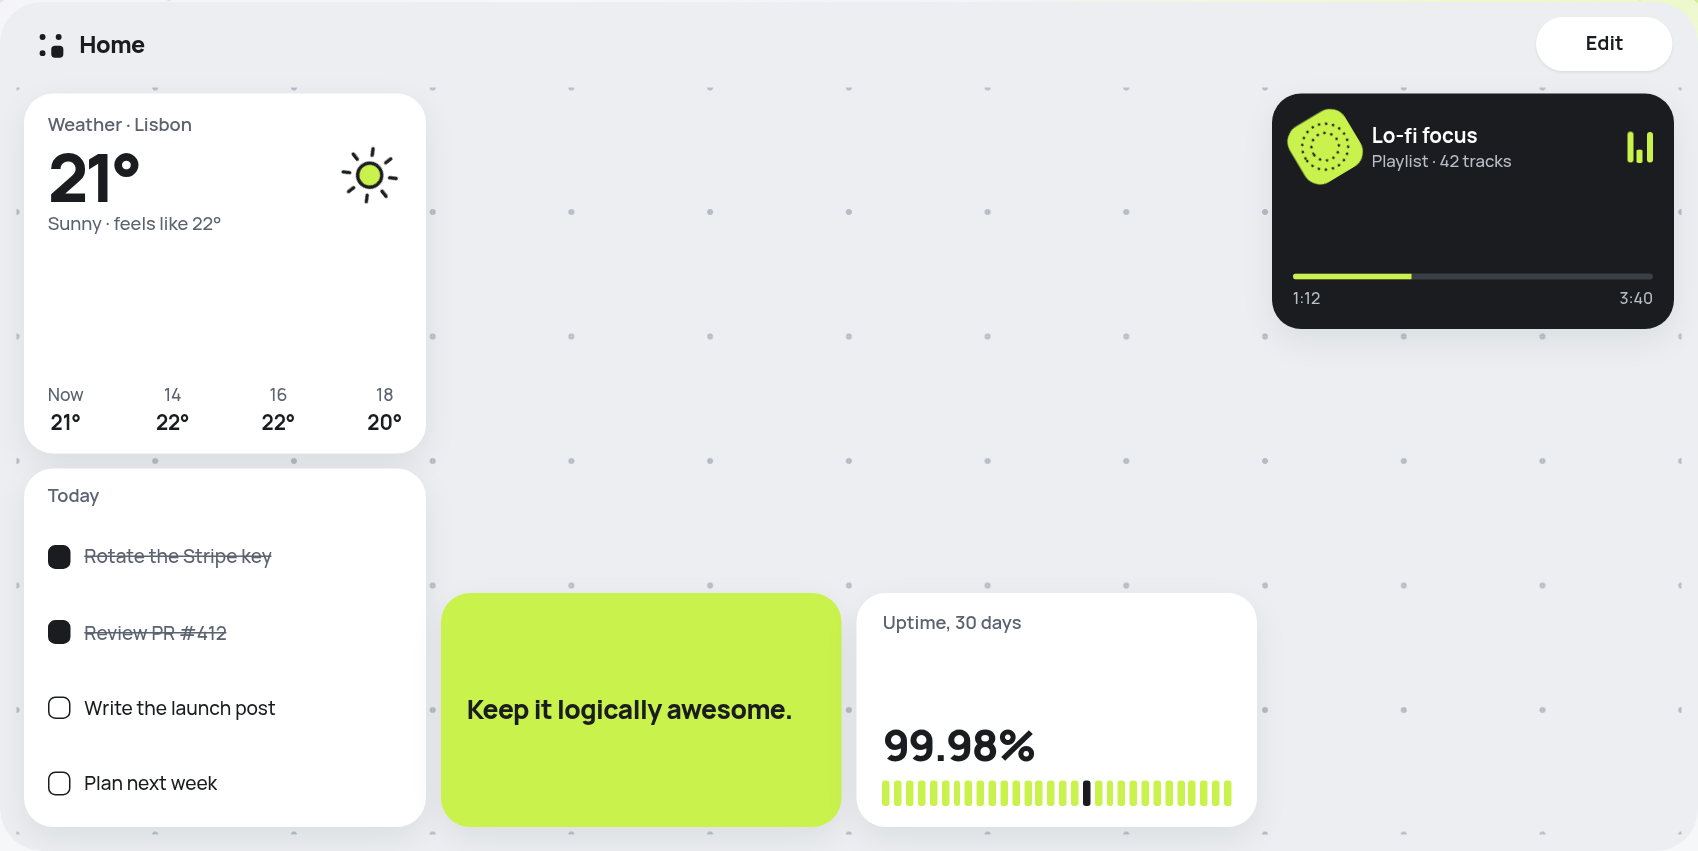 Home
Edit
Weather · Lisbon
21°
Sunny · feels like 22°
Now 14 16 18
21° 22° 22° 20°
Lo-fi focus
Playlist · 42 tracks
1:12 3:40
Today
Rotate the Stripe key
Review PR #412
Write the launch post
Plan next week
Keep it logically awesome.
Uptime, 30 days
99.98%